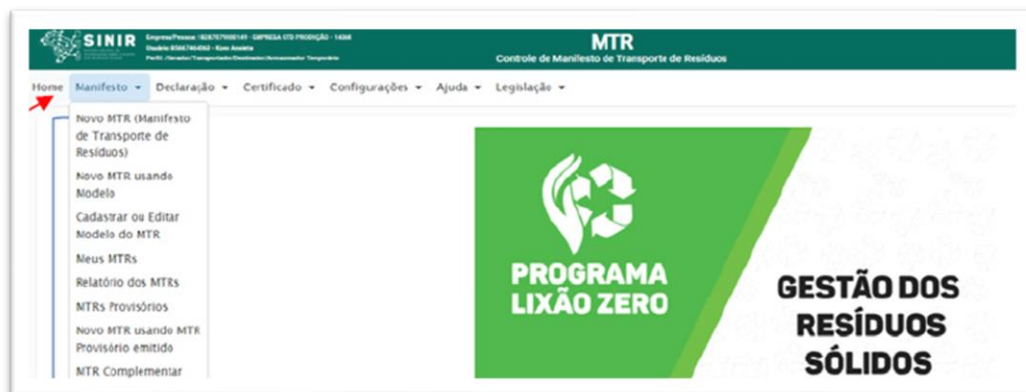 SINIR
MTR
Controle de Manifesto de Transporte de Resíduos
Home Manifesto Declaração Certificado Configurações Ajuda Legislação
Novo MTR (Manifesto
de Transporte de
Resíduos)
Novo MTR usando
Modelo
Cadastrar ou Editar
Modelo do MTR
Meus MTRs
Relatório dos MTRs
MTRs Provisórios
Novo MTR usando MTR
Provisório emitido
MTR Complementar
PROGRAMA
LIXÃO ZERO
GESTÃO DOS
RESÍDUOS
SÓLIDOS